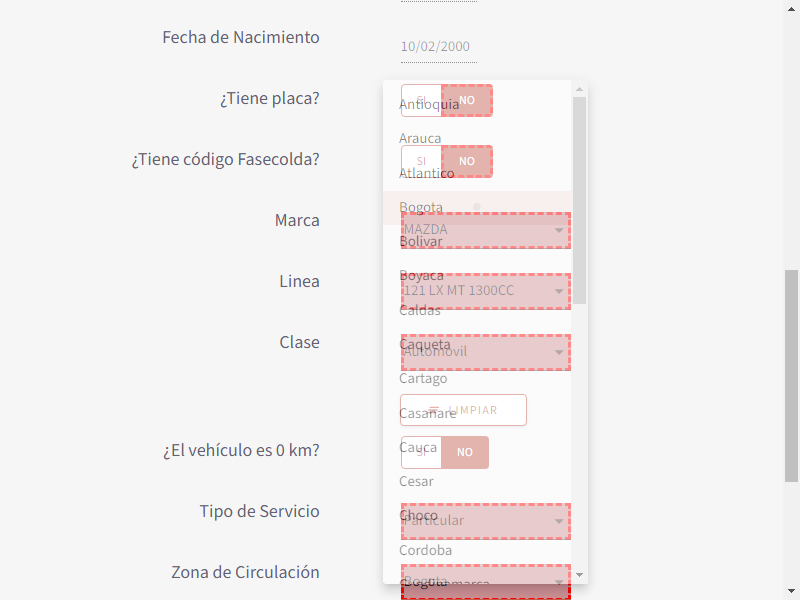 Fecha de Nacimiento
10/02/2000
¿Tiene placa?
SI
NO
Antioquia
Arauca
¿Tiene código Fasecolda?
SI
NO
Atlantico
Bogota
Marca
MAZDA
Bolivar
Boyaca
Linea
121 LX MT 1300CC
Caldas
Clase
Caqueta
Automovil
Cartago
LIMPIAR
Casanare
¿El vehículo es 0 km?
Cauca
SI
NO
Cesar
Tipo de Servicio
Choco
Particular
Cordoba
Zona de Circulación
Bogota
Cundinamarca